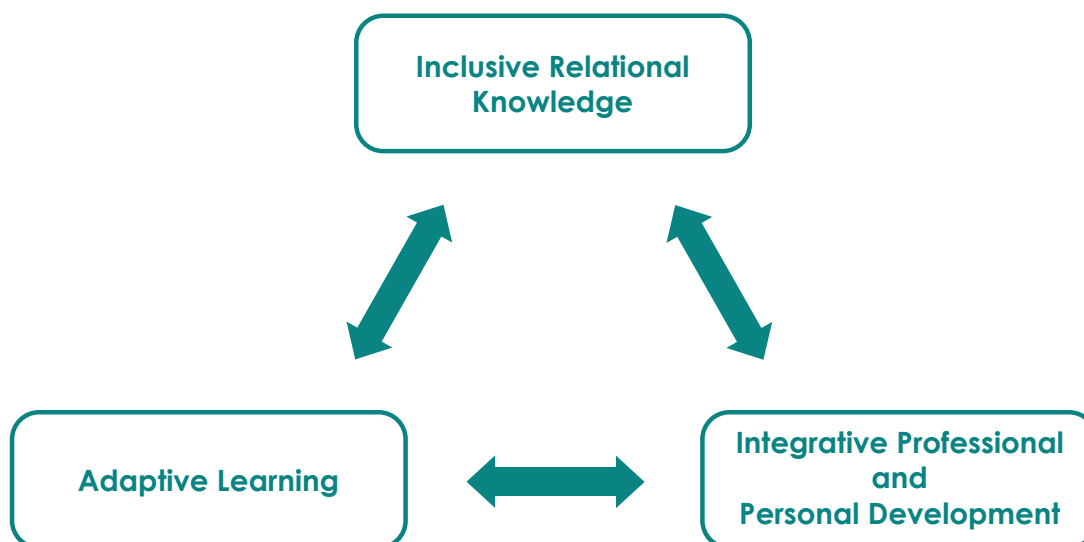 Inclusive Relational
Knowledge
Adaptive Learning
Integrative Professional
and
Personal Development